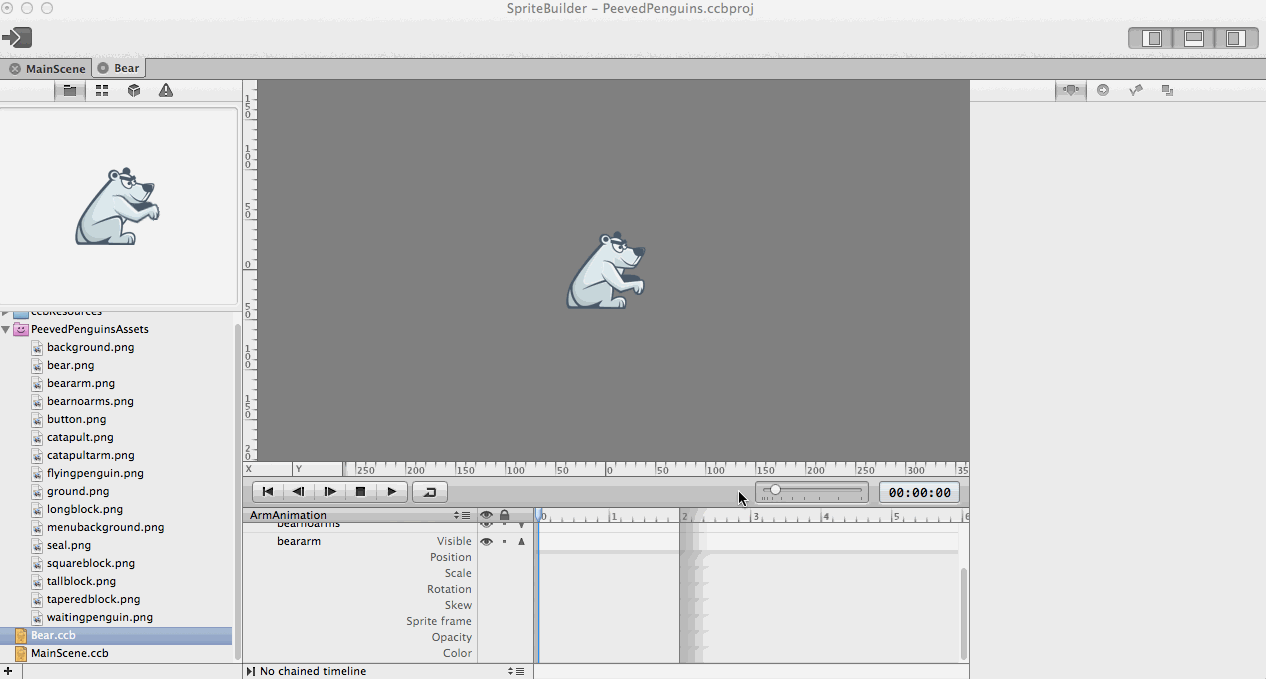 SpriteBuilder – PeevedPenguins.ccbproj
MainScene
Bear
ccbResources
PeevedPenguinsAssets
background.png
bear.png
beararm.png
bearnoarms.png
button.png
catapult.png
catapultarm.png
flyingpenguin.png
ground.png
longblock.png
menubackground.png
seal.png
squareblock.png
tallblock.png
taperedblock.png
waitingpenguin.png
Bear.ccb
MainScene.ccb
150
100
50
0
50
100
150
20
X Y 250 200 150 100 50 0 50 100 150 200 250 300 35
00:00:00
ArmAnimation 0 1 2 3 4 5 6
bearnoarms
beararm Visible
Position
Scale
Rotation
Skew
Sprite frame
Opacity
Color
No chained timeline